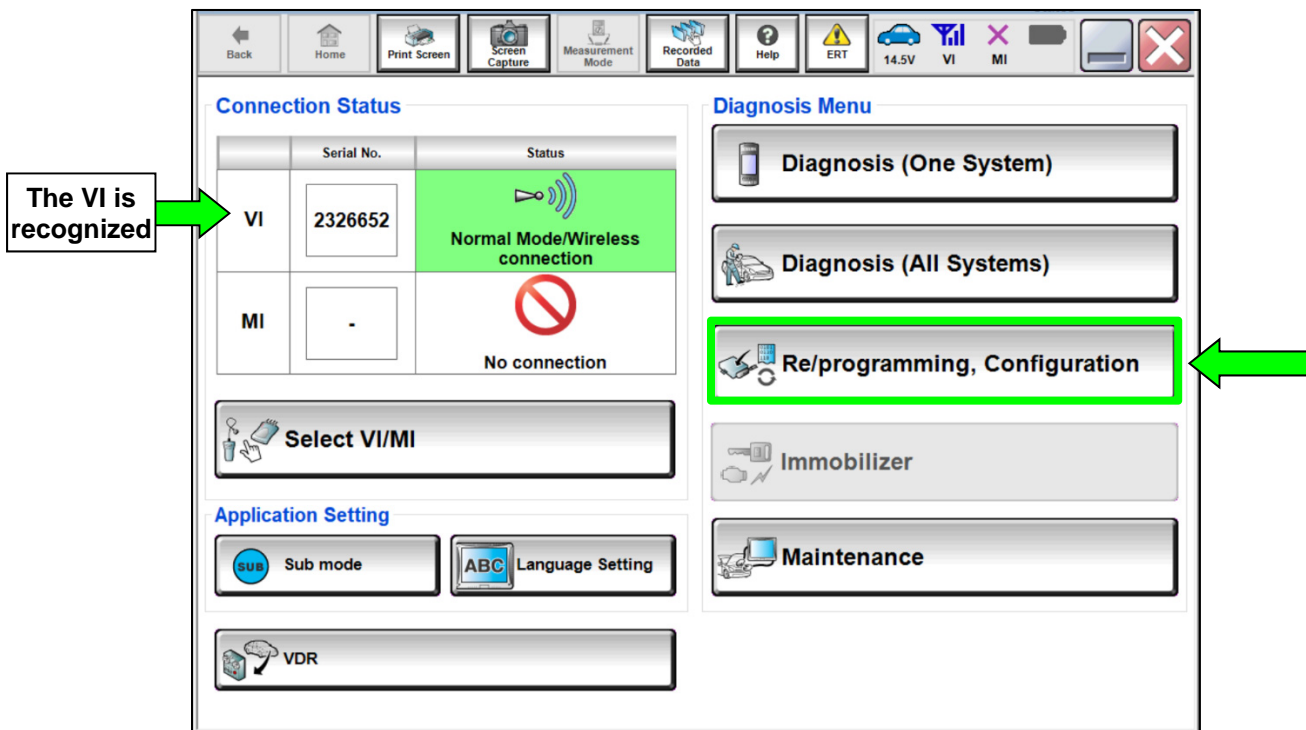 Back
Home
Print Screen
Screen
Capture
Measurement
Mode
Recorded
Data
Help
ERT
14.5V
VI
MI
Connection Status
Serial No.
Status
VI
2326652
Normal Mode/Wireless
connection
MI
-
No connection
Select VI/MI
Application Setting
SUB
Sub mode
ABC
Language Setting
VDR
Diagnosis Menu
Diagnosis (One System)
Diagnosis (All Systems)
Re/programming, Configuration
Immobilizer
Maintenance
The VI is
recognized